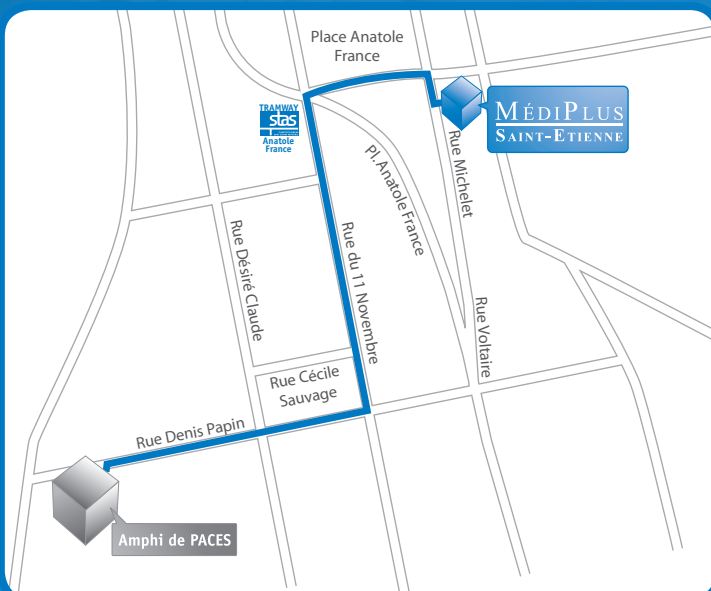 Place Anatole
France
TRAMWAY
stas
Anatole
France
MÉDIPLUS
SAINT-ETIENNE
Rue Michelet
Pl. Anatole France
Rue Désiré Claude
Rue du 11 Novembre
Rue Voltaire
Rue Cécile
Sauvage
Rue Denis Papin
Amphi de PACES